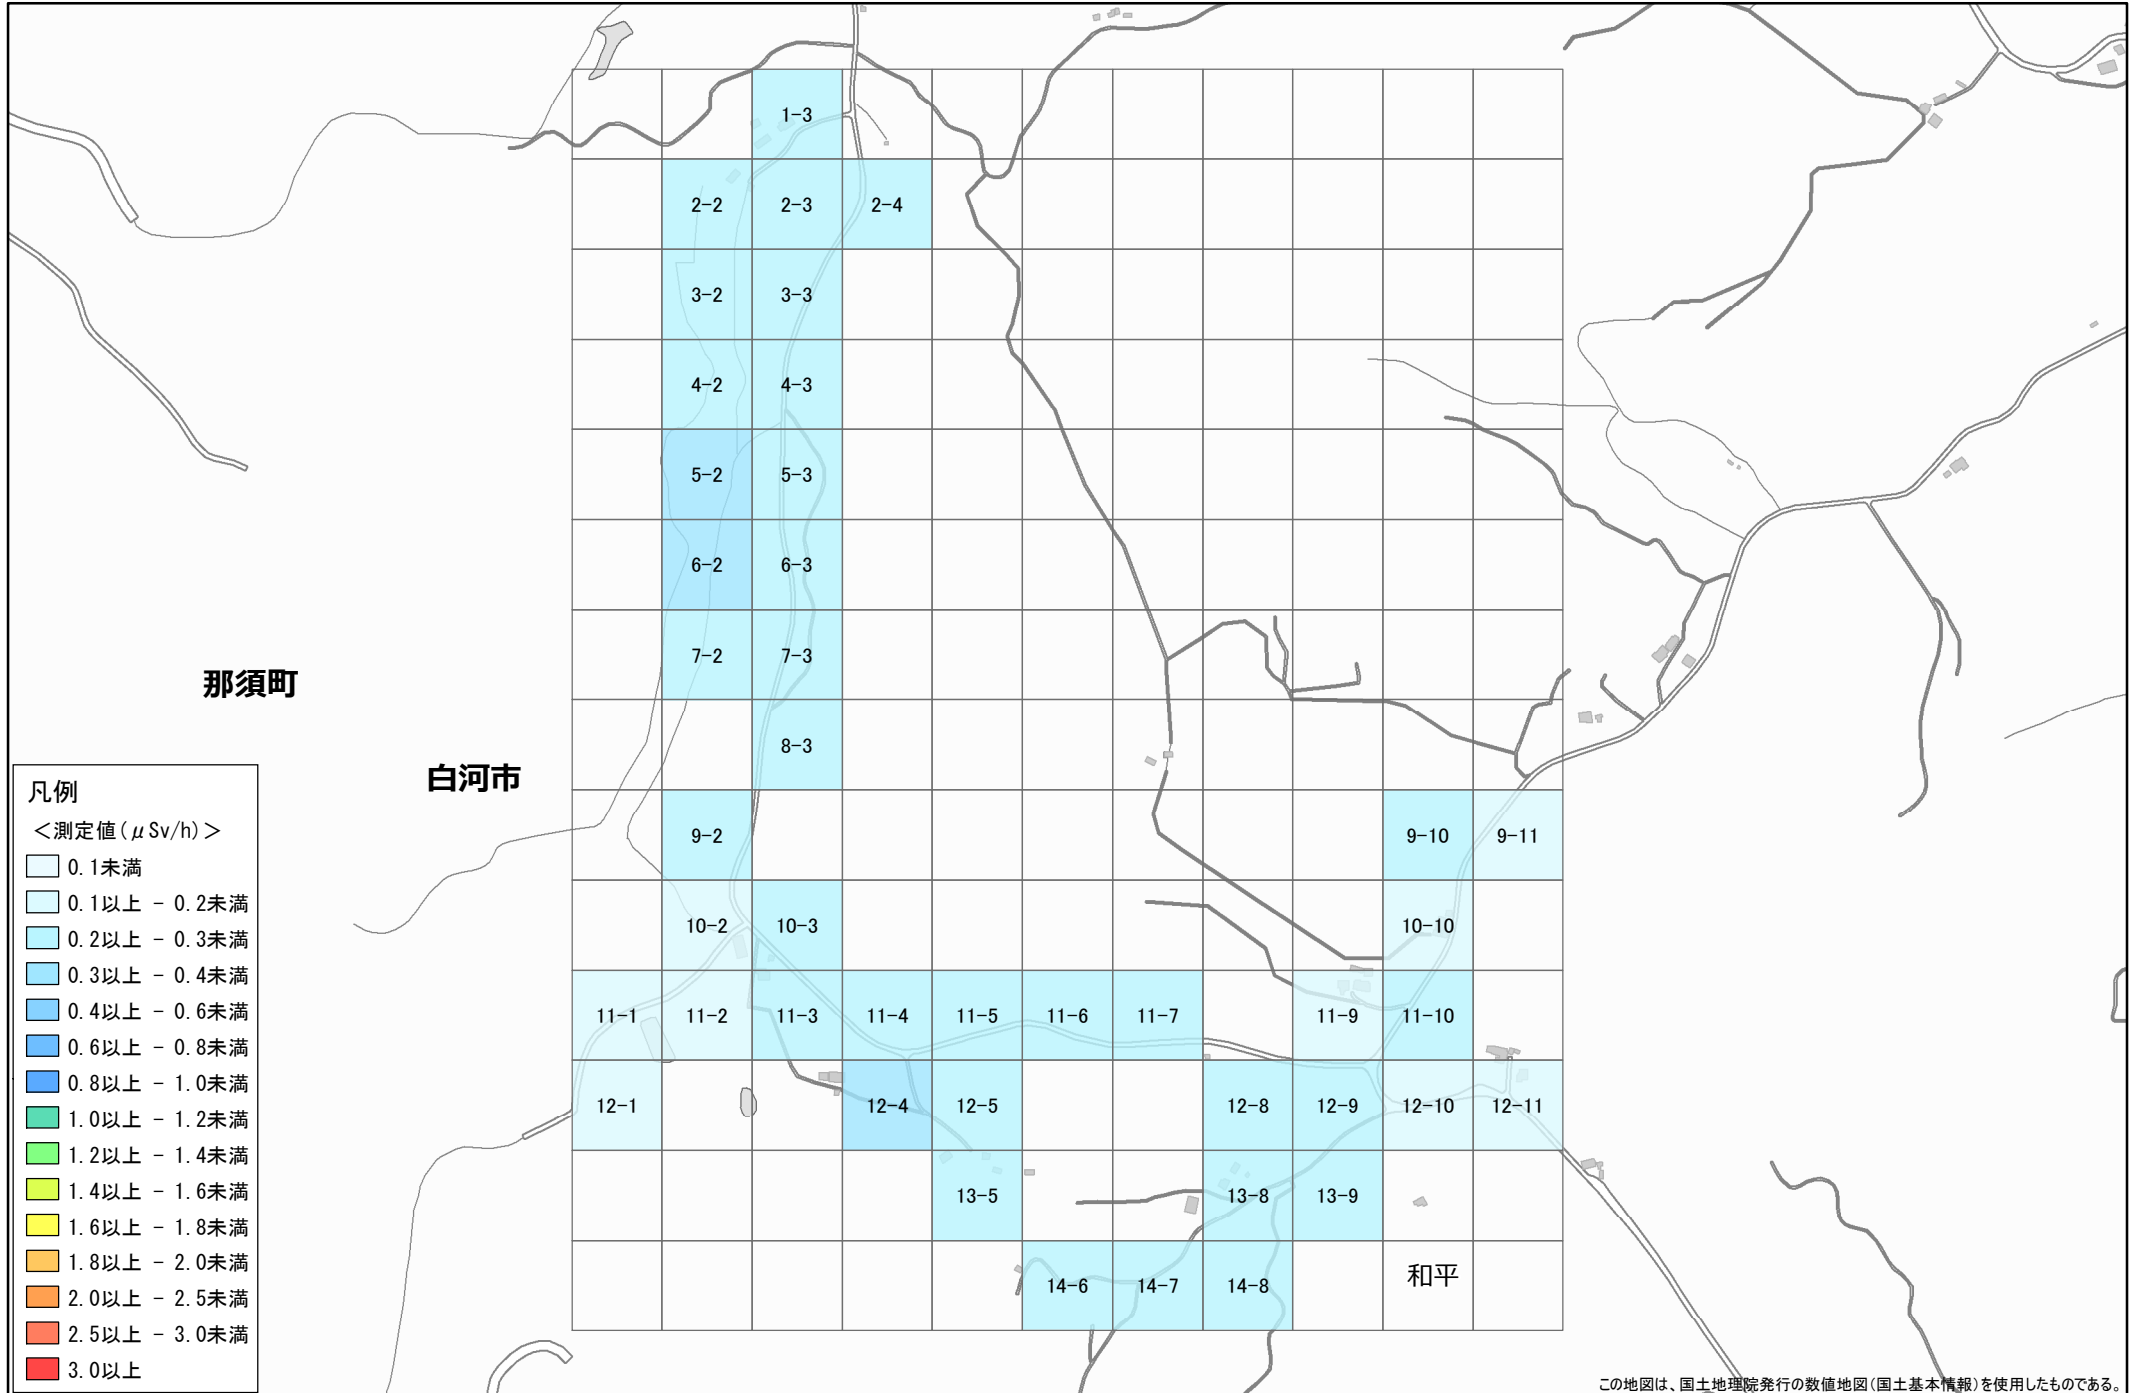 1-3
2-2 2-3 2-4
3-2 3-3
4-2 4-3
5-2 5-3
6-2 6-3
7-2 7-3
那須町
8-3
白河市
9-2 9-10 9-11
10-2 10-3 10-10
11-1 11-2 11-3 11-4 11-5 11-6 11-7 11-9 11-10
12-1 12-4 12-5 12-8 12-9 12-10 12-11
13-5 13-8 13-9
14-6 14-7 14-8
和平
凡例
＜測定値(μSv/h)＞
0.1未満
0.1以上 - 0.2未満
0.2以上 - 0.3未満
0.3以上 - 0.4未満
0.4以上 - 0.6未満
0.6以上 - 0.8未満
0.8以上 - 1.0未満
1.0以上 - 1.2未満
1.2以上 - 1.4未満
1.4以上 - 1.6未満
1.6以上 - 1.8未満
1.8以上 - 2.0未満
2.0以上 - 2.5未満
2.5以上 - 3.0未満
3.0以上
この地図は、国土地理院発行の数値地図(国土基本情報)を使用したものである。